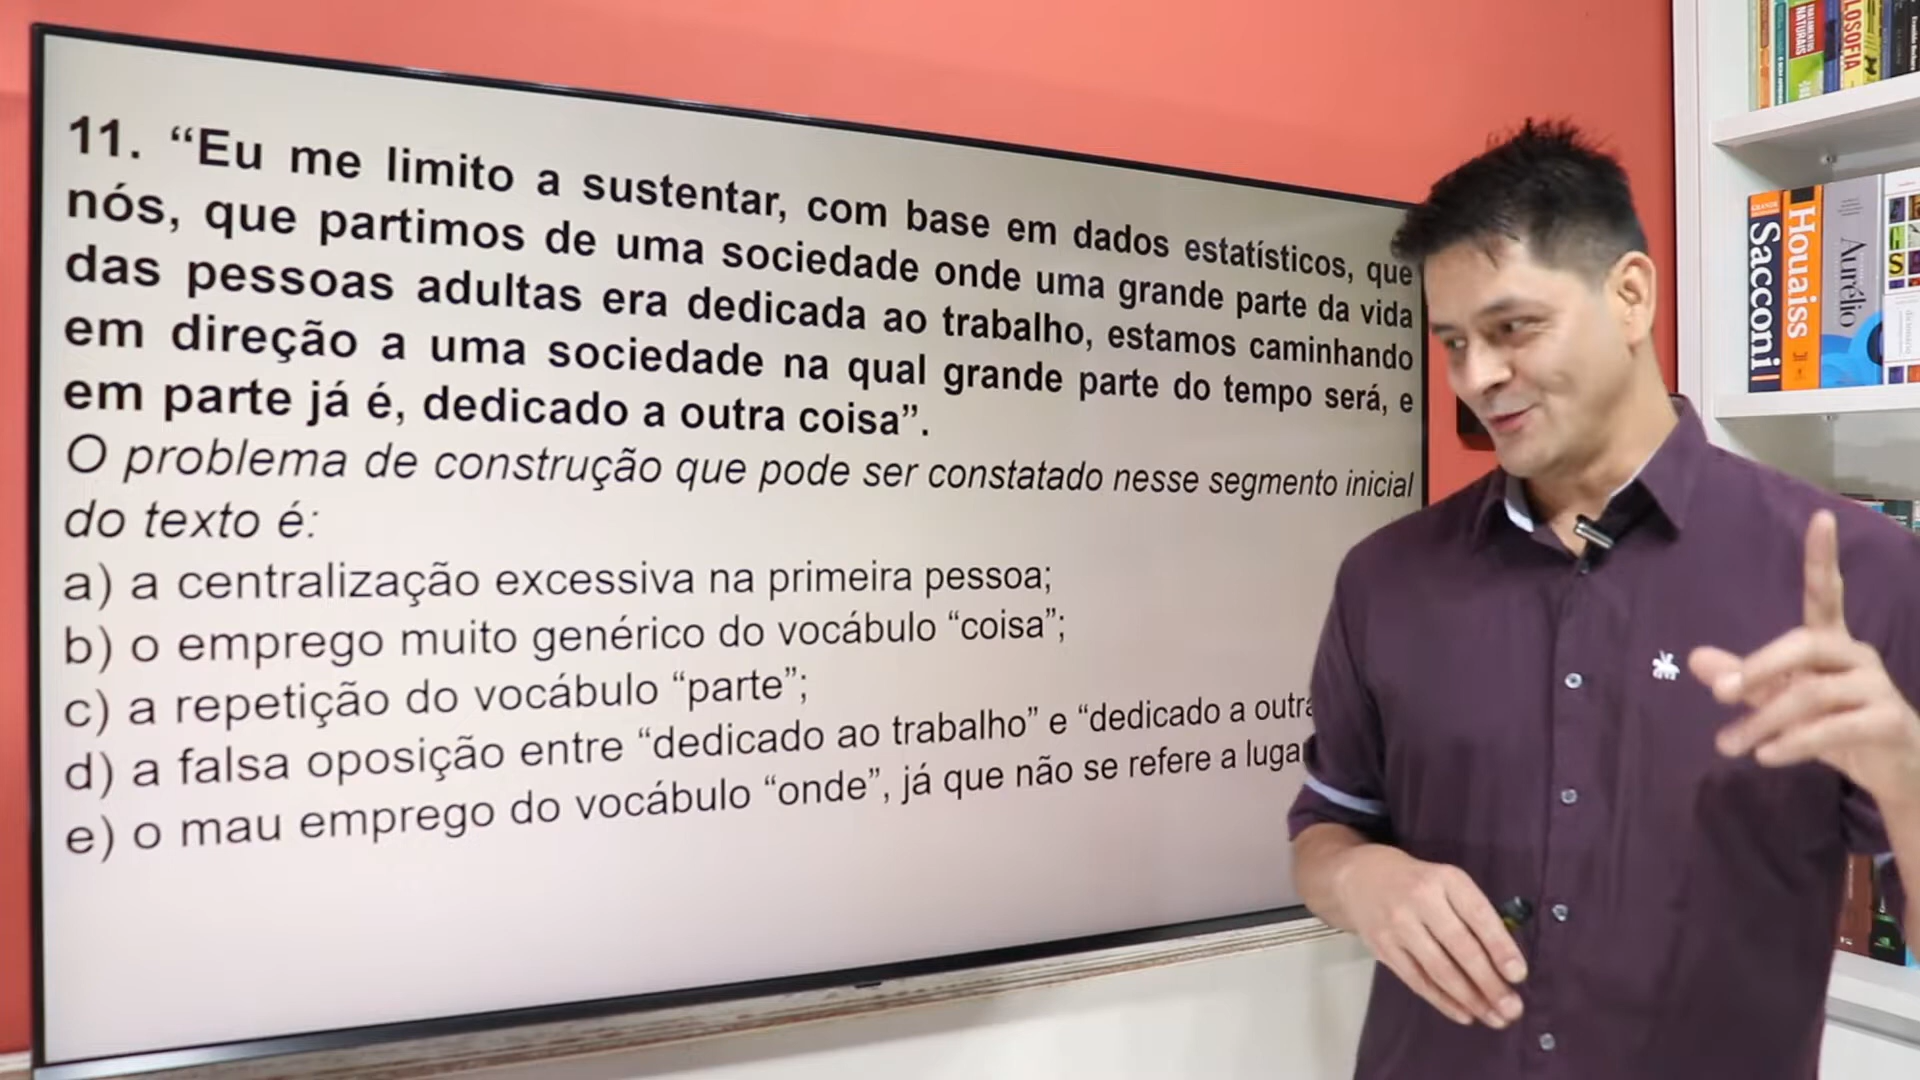 11. “Eu me limito a sustentar, com base em dados estatísticos, que
nós, que partimos de uma sociedade onde uma grande parte da vida
das pessoas adultas era dedicada ao trabalho, estamos caminhando
em direção a uma sociedade na qual grande parte do tempo será, e
em parte já é, dedicado a outra coisa”.
O problema de construção que pode ser constatado nesse segmento inicial
do texto é:
a) a centralização excessiva na primeira pessoa;
b) o emprego muito genérico do vocábulo “coisa”;
c) a repetição do vocábulo “parte”;
d) a falsa oposição entre “dedicado ao trabalho” e “dedicado a outra
e) o mau emprego do vocábulo “onde”, já que não se refere a
TRATAMENTOS
NATURAIS
LOSOFIA
GRANDE
Sacconi
Houaiss
Aurélio